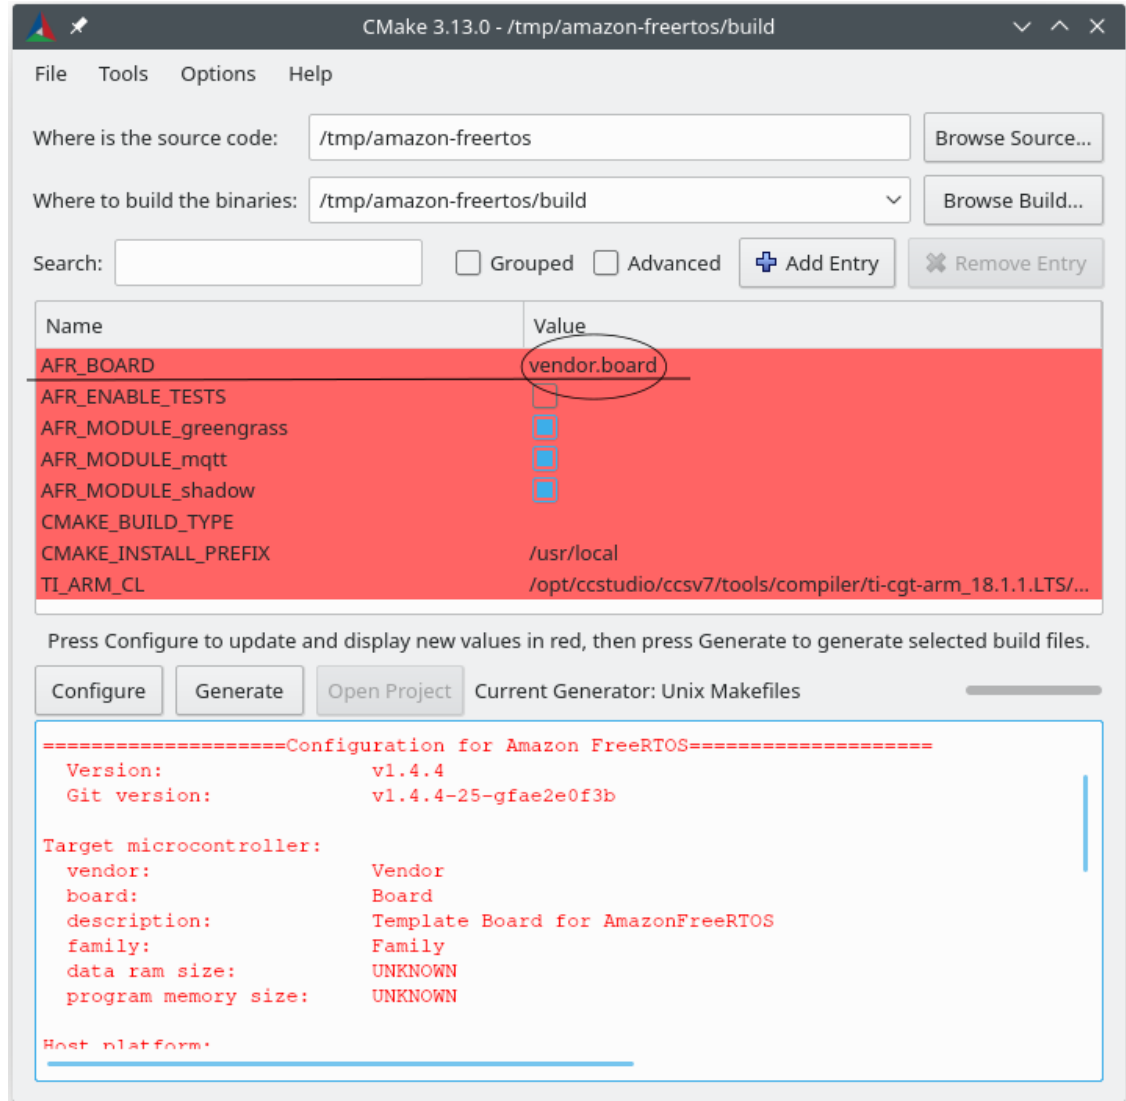 CMake 3.13.0 - /tmp/amazon-freertos/build
File Tools Options Help
Where is the source code: /tmp/amazon-freertos Browse Source...
Where to build the binaries: /tmp/amazon-freertos/build Browse Build...
Search: Grouped Advanced Add Entry Remove Entry
Name Value
AFR_BOARD vendor.board
AFR_ENABLE_TESTS
AFR_MODULE_greengrass
AFR_MODULE_mqtt
AFR_MODULE_shadow
CMAKE_BUILD_TYPE
CMAKE_INSTALL_PREFIX /usr/local
TI_ARM_CL /opt/ccstudio/ccsv7/tools/compiler/ti-cgt-arm_18.1.1.LTS/...
Press Configure to update and display new values in red, then press Generate to generate selected build files.
Configure Generate Open Project Current Generator: Unix Makefiles
====================Configuration for Amazon FreeRTOS====================
Version: v1.4.4
Git version: v1.4.4-25-gfae2e0f3b
Target microcontroller:
vendor: Vendor
board: Board
description: Template Board for AmazonFreeRTOS
family: Family
data ram size: UNKNOWN
program memory size: UNKNOWN
Host platform: